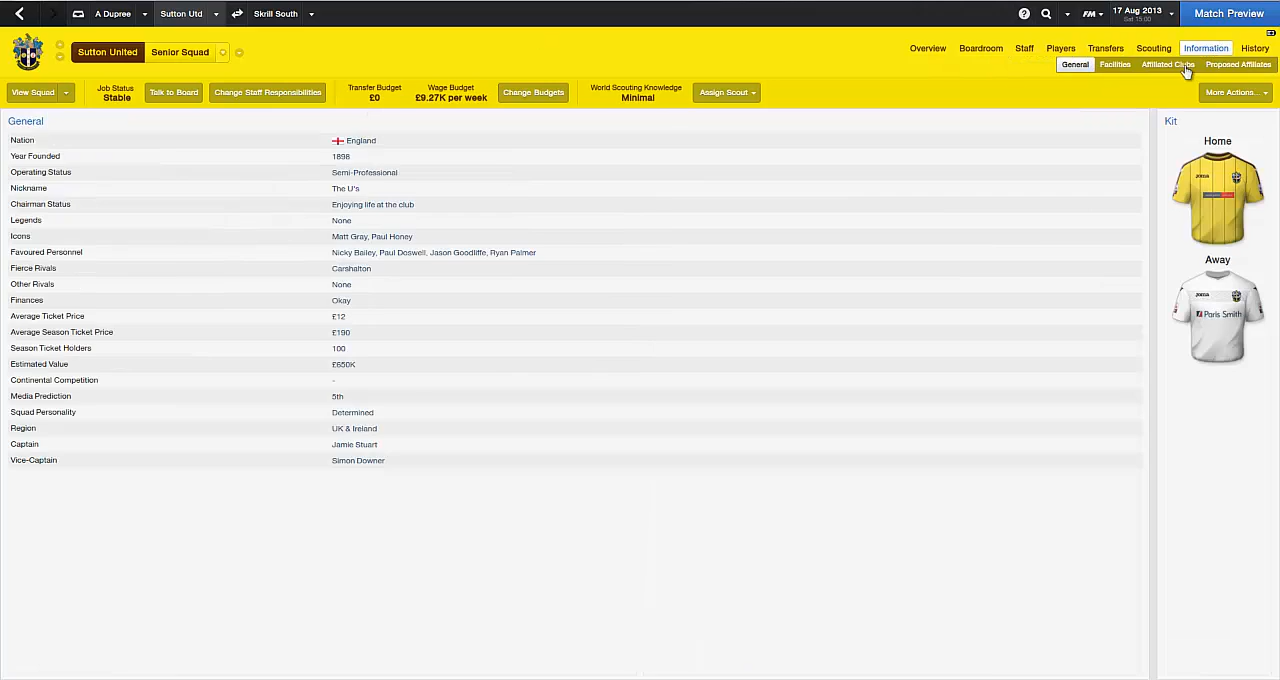 A Dupree
Sutton Utd
Skrill South
FM
17 Aug 2013
Sat 15:00
Match Preview
Sutton United
Senior Squad
Overview
Boardroom
Staff
Players
Transfers
Scouting
Information
History
General
Facilities
Affiliated Clubs
Proposed Affiliates
View Squad
Job Status
Stable
Talk to Board
Change Staff Responsibilities
Transfer Budget
£0
Wage Budget
£9.27K per week
Change Budgets
World Scouting Knowledge
Minimal
Assign Scout
More Actions...
General
Nation England
Year Founded 1898
Operating Status Semi-Professional
Nickname The U's
Chairman Status Enjoying life at the club
Legends None
Icons Matt Gray, Paul Honey
Favoured Personnel Nicky Bailey, Paul Doswell, Jason Goodliffe, Ryan Palmer
Fierce Rivals Carshalton
Other Rivals None
Finances Okay
Average Ticket Price £12
Average Season Ticket Price £190
Season Ticket Holders 100
Estimated Value £650K
Continental Competition -
Media Prediction 5th
Squad Personality Determined
Region UK & Ireland
Captain Jamie Stuart
Vice-Captain Simon Downer
Kit
Home
Joma
Away
Joma
Paris Smith